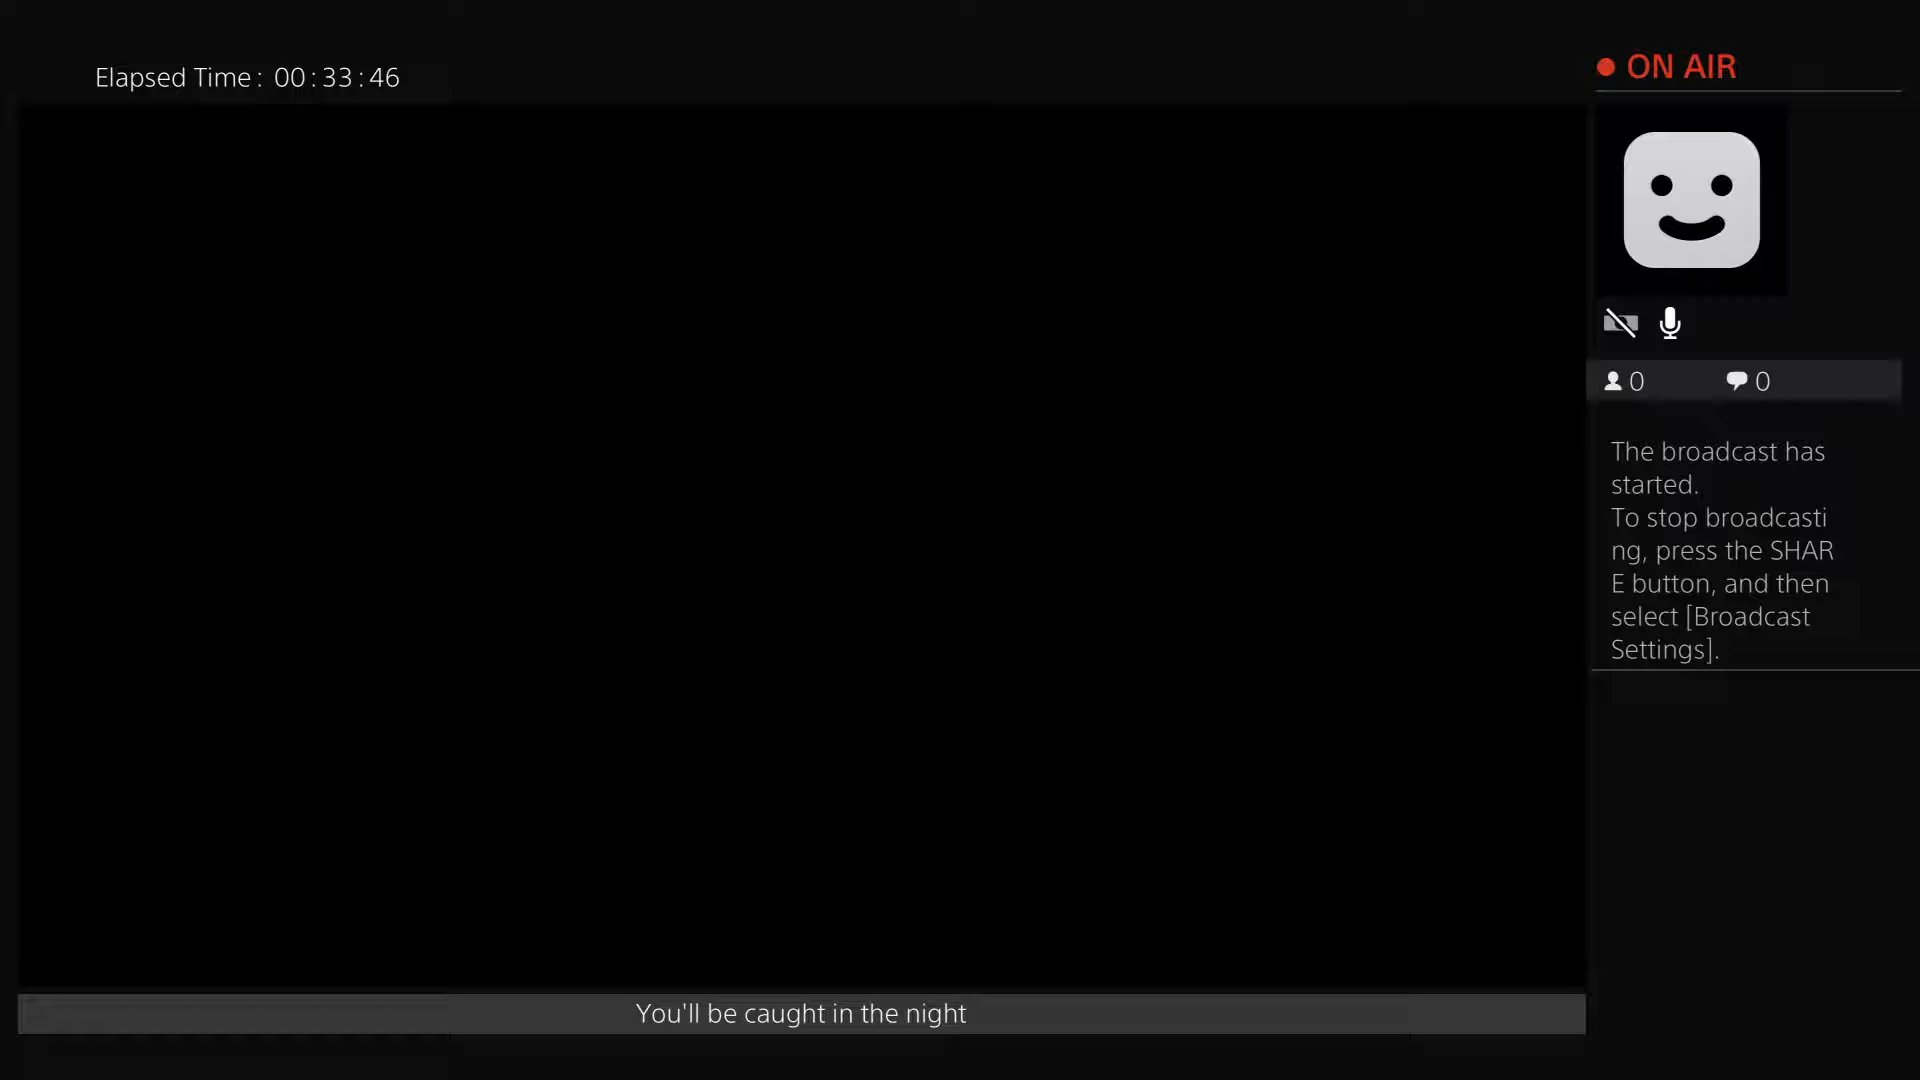 Elapsed Time: 00:33:46
ON AIR
0 0
The broadcast has
started.
To stop broadcasti
ng, press the SHAR
E button, and then
select [Broadcast
Settings].
You'll be caught in the night